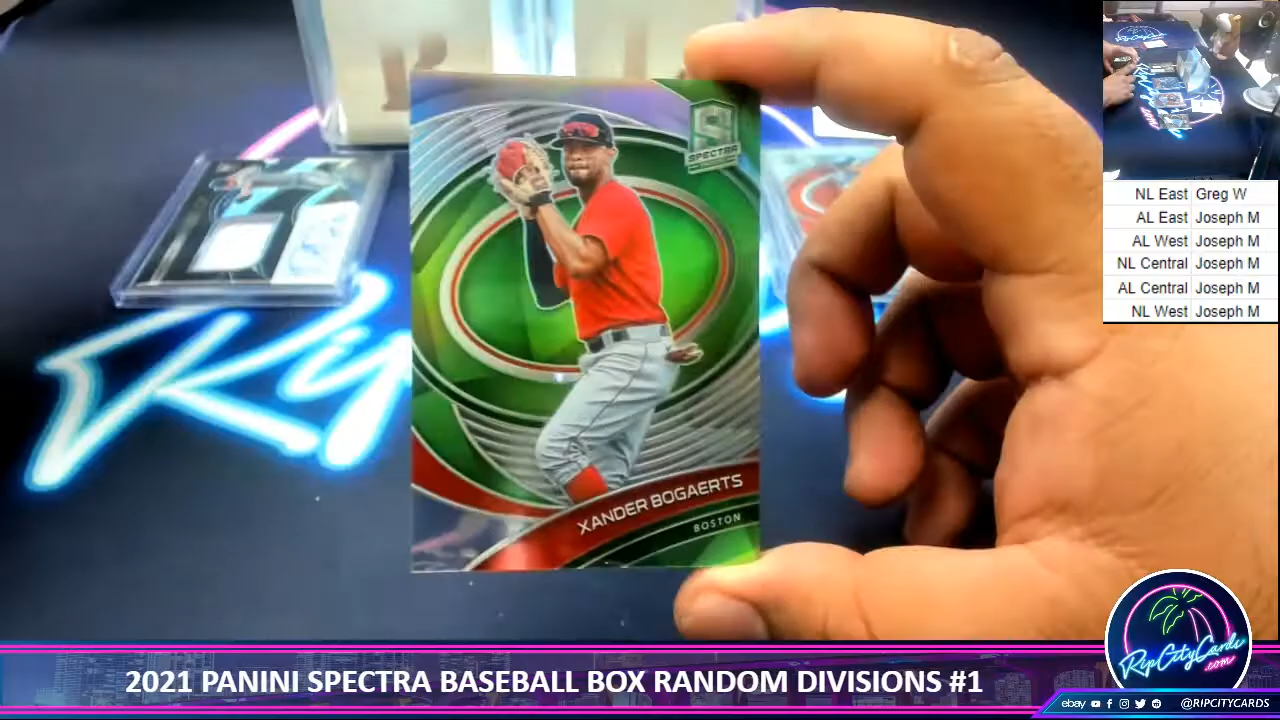 SPECTRA
XANDER BOGAERTS
BOSTON
Rip
NL East Greg W
AL East Joseph M
AL West Joseph M
NL Central Joseph M
AL Central Joseph M
NL West Joseph M
2021 PANINI SPECTRA BASEBALL BOX RANDOM DIVISIONS #1
RipCityCards
.com
ebay @RIPCITYCARDS